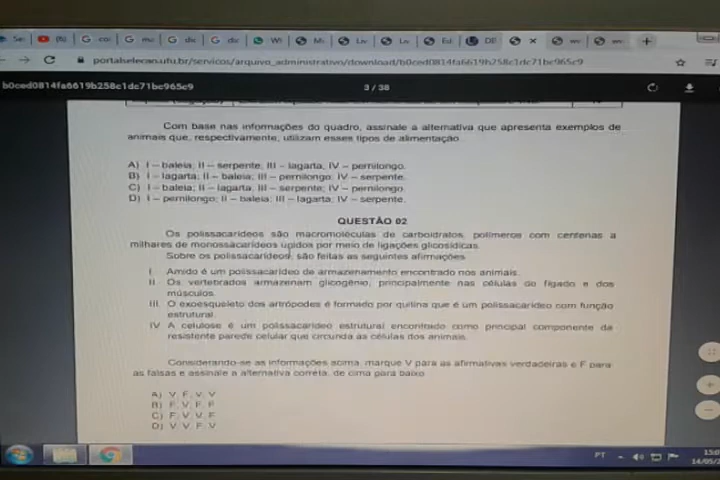 portalselecao.ufu.br/servicos/arquivo_administrativo/download/b0ced0814fa6619b258c1dc71bc965c9
b0ced0814fa6619b258c1dc71bc965c9
3 / 38
Com base nas informações do quadro, assinale a alternativa que apresenta exemplos de
animais que, respectivamente, utilizam esses tipos de alimentação.
A) I – baleia; II – serpente; III – lagarta; IV – pernilongo.
B) I – lagarta; II – baleia; III – pernilongo; IV – serpente.
C) I – baleia; II – lagarta; III – serpente; IV – pernilongo.
D) I – pernilongo; II – baleia; III – lagarta; IV – serpente.
QUESTÃO 02
Os polissacarídeos são macromoléculas de carboidratos, polímeros com centenas a
milhares de monossacarídeos unidos por meio de ligações glicosídicas.
Sobre os polissacarídeos, são feitas as seguintes afirmações.
I. Amido é um polissacarídeo de armazenamento encontrado nos animais.
II. Os vertebrados armazenam glicogênio, principalmente nas células do fígado e dos
músculos.
III. O exoesqueleto dos artrópodes é formado por quitina que é um polissacarídeo com função
estrutural.
IV. A celulose é um polissacarídeo estrutural encontrado como principal componente da
resistente parede celular que circunda as células dos animais.
Considerando-se as informações acima, marque V para as afirmativas verdadeiras e F para
as falsas e assinale a alternativa correta, de cima para baixo.
A) V, F, V, V
B) F, V, F, F
C) F, V, V, F
D) V, V, F, V
PT
14/05/2